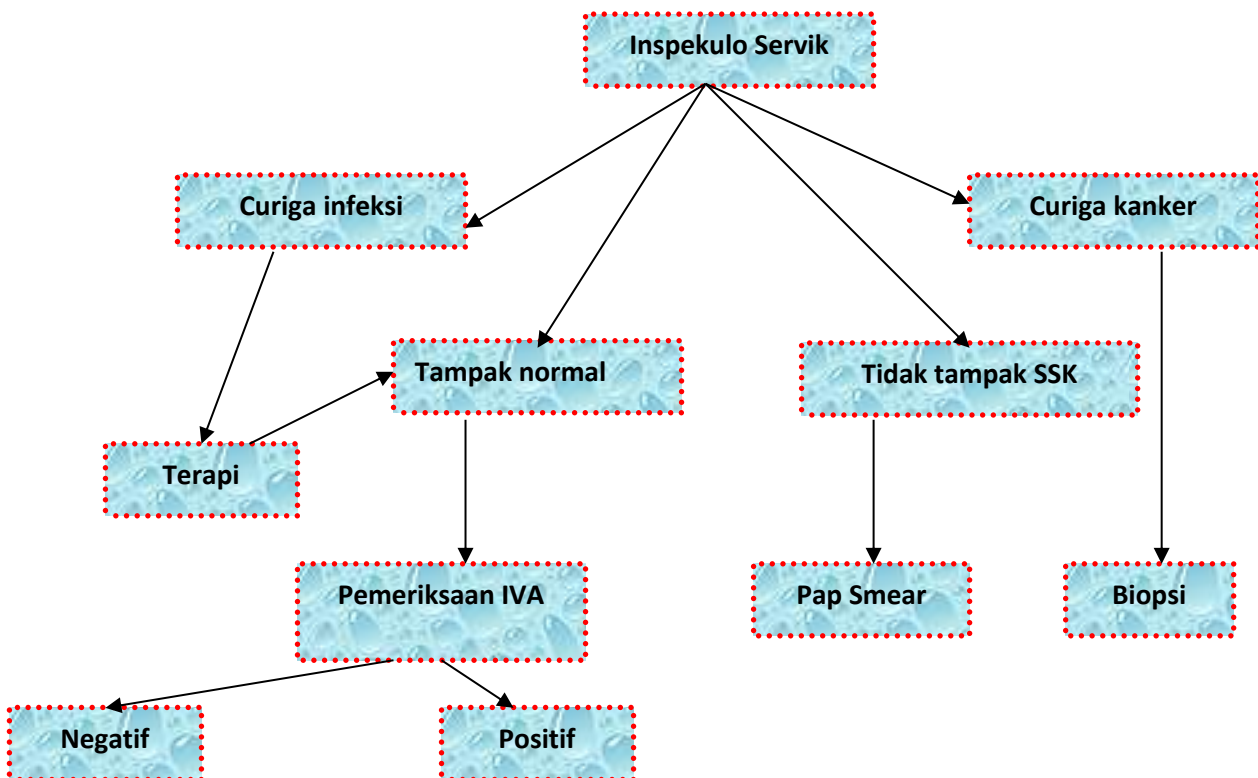 Inspekulo Servik
Curiga infeksi
Curiga kanker
Tampak normal
Tidak tampak SSK
Terapi
Pemeriksaan IVA
Pap Smear
Biopsi
Negatif
Positif